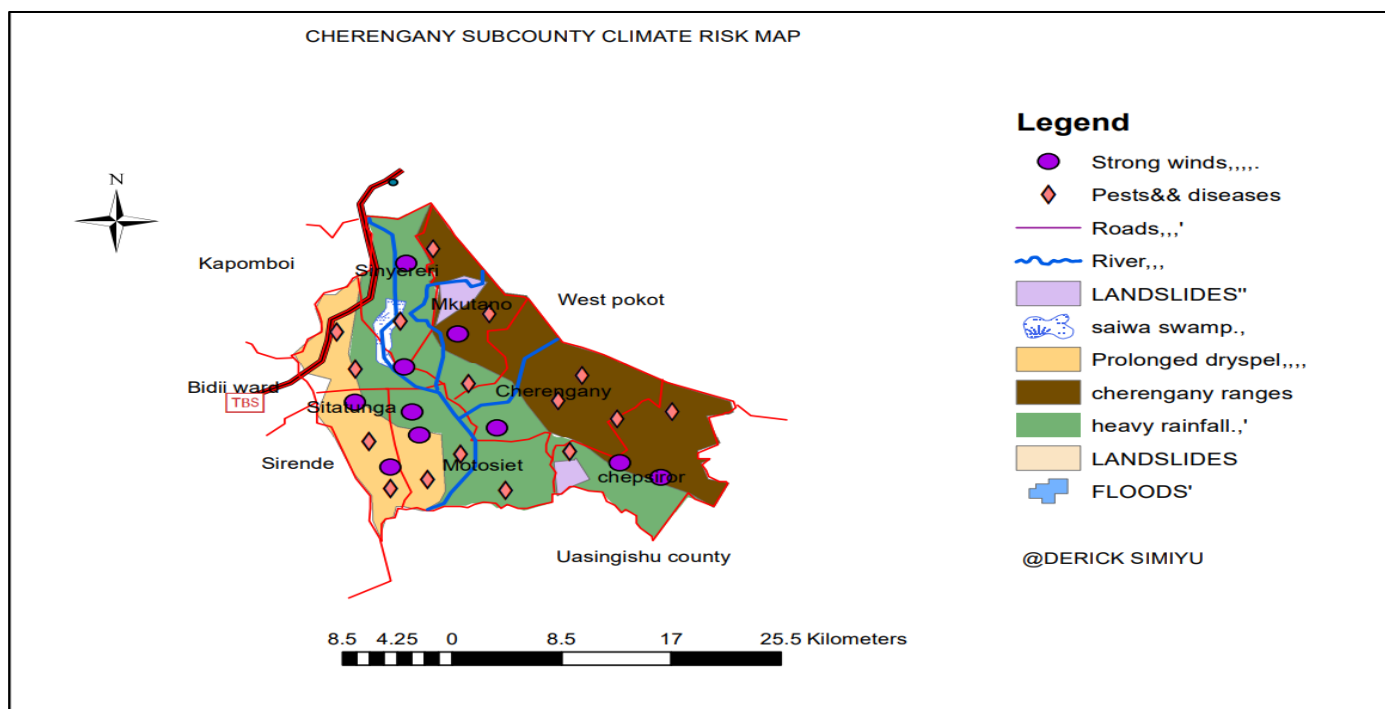 CHERENGANY SUBCOUNTY CLIMATE RISK MAP
Legend
Strong winds,,,,.
Pests&& diseases
Roads,,,'
River,,,
LANDSLIDES"
saiwa swamp.,
Prolonged dryspel,,,,
cherengany ranges
heavy rainfall.,'
LANDSLIDES
FLOODS'
@DERICK SIMIYU
N
Kapomboi
Sinyereri
Mkutano
West pokot
Bidii ward
TBS
Sitatunga
Cherengany
Sirende
Motosiet
chepsiror
Uasingishu county
8.5 4.25 0 8.5 17 25.5 Kilometers